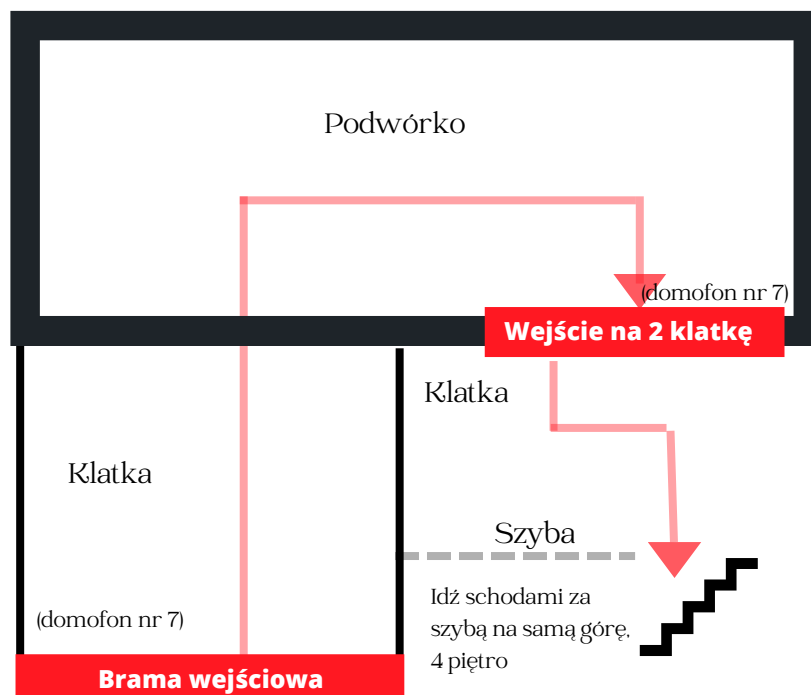 Podwórko
(domofon nr 7)
Wejście na 2 klatkę
Klatka
Klatka
Szyba
Idź schodami za
szybą na samą górę,
4 piętro
(domofon nr 7)
Brama wejściowa